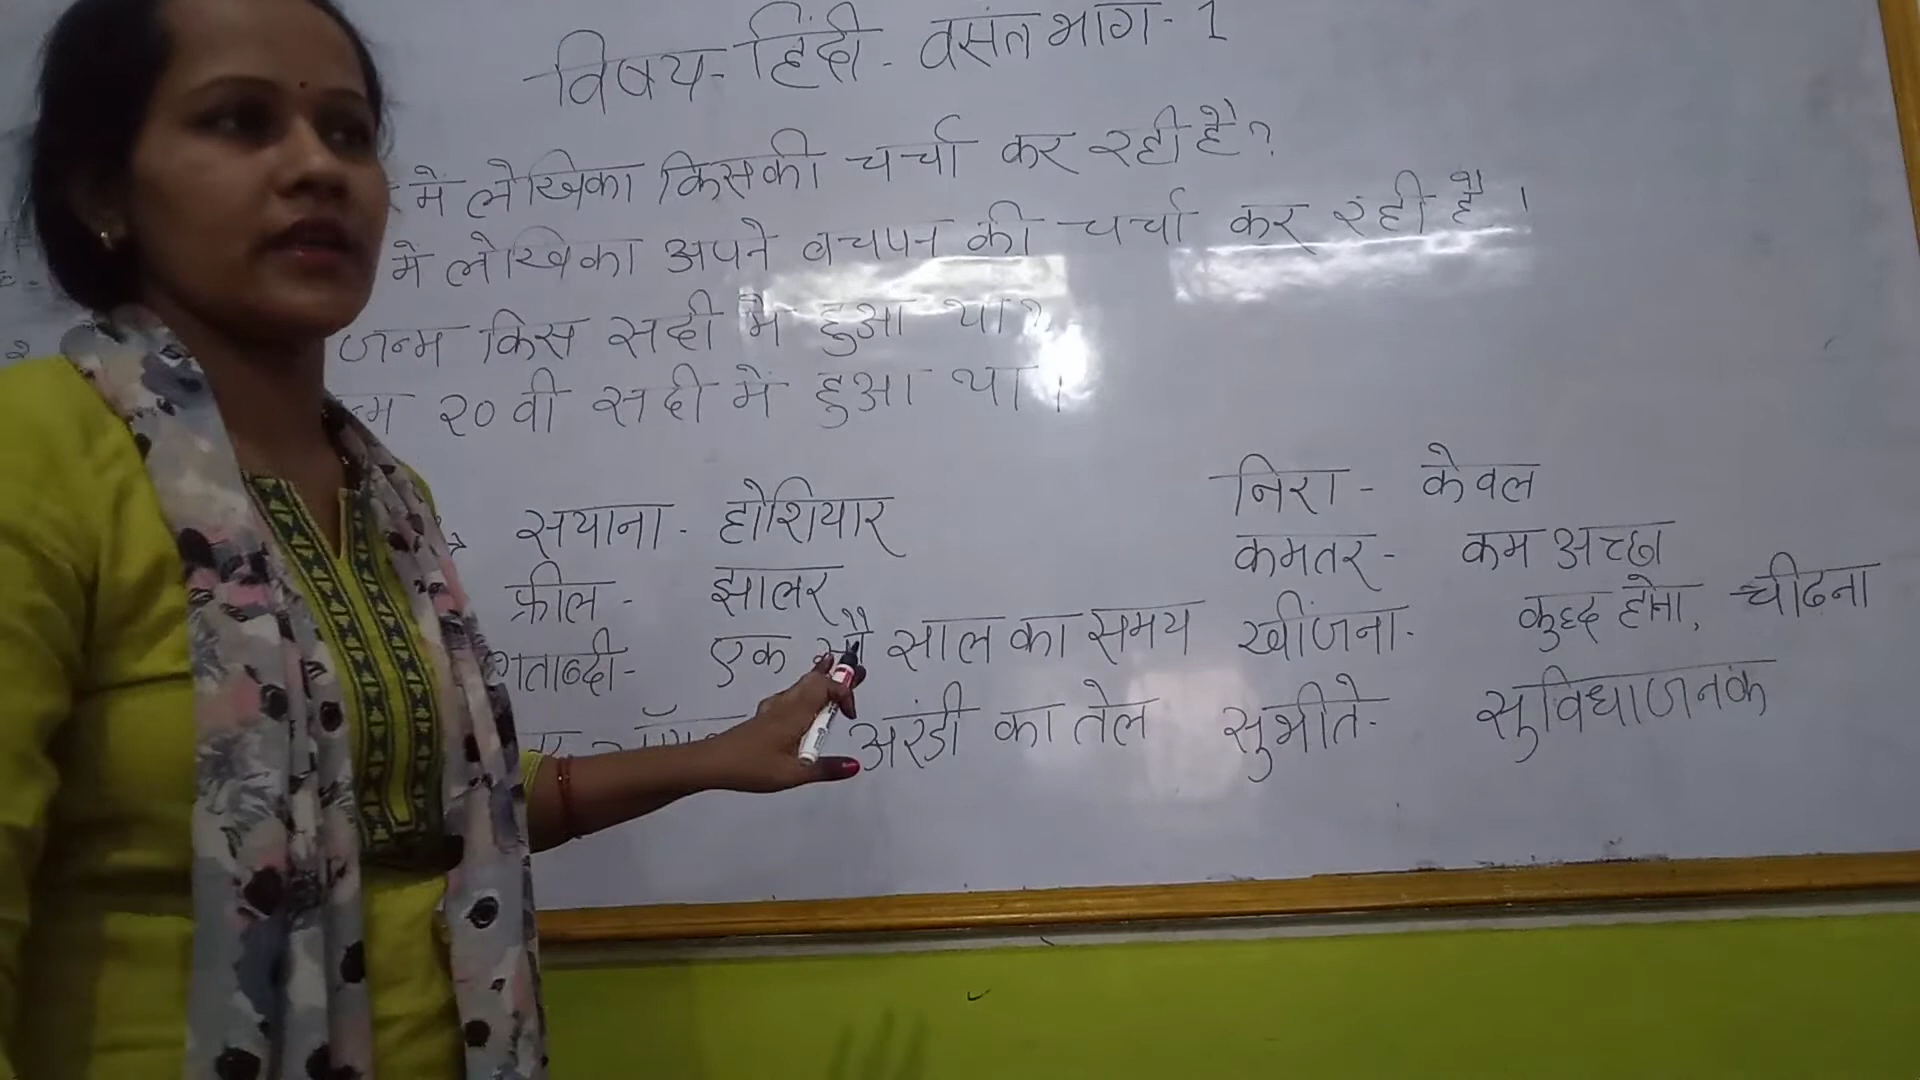 विषय - हिंदी - वसंत भाग - 1
में लेखिका किसकी चर्चा कर रही है?
में लेखिका अपने बचपन की चर्चा कर रही है ।
जन्म किस सदी में हुआ था?
२०वी सदी में हुआ था ।
सयाना - होशियार
फ्रील - झालर
शताब्दी - एक सौ साल का समय
अरंडी का तेल
निरा - केवल
कमतर - कम अच्छा
खींजना - होना, चीढना
सुभीते - सुविधाजनक